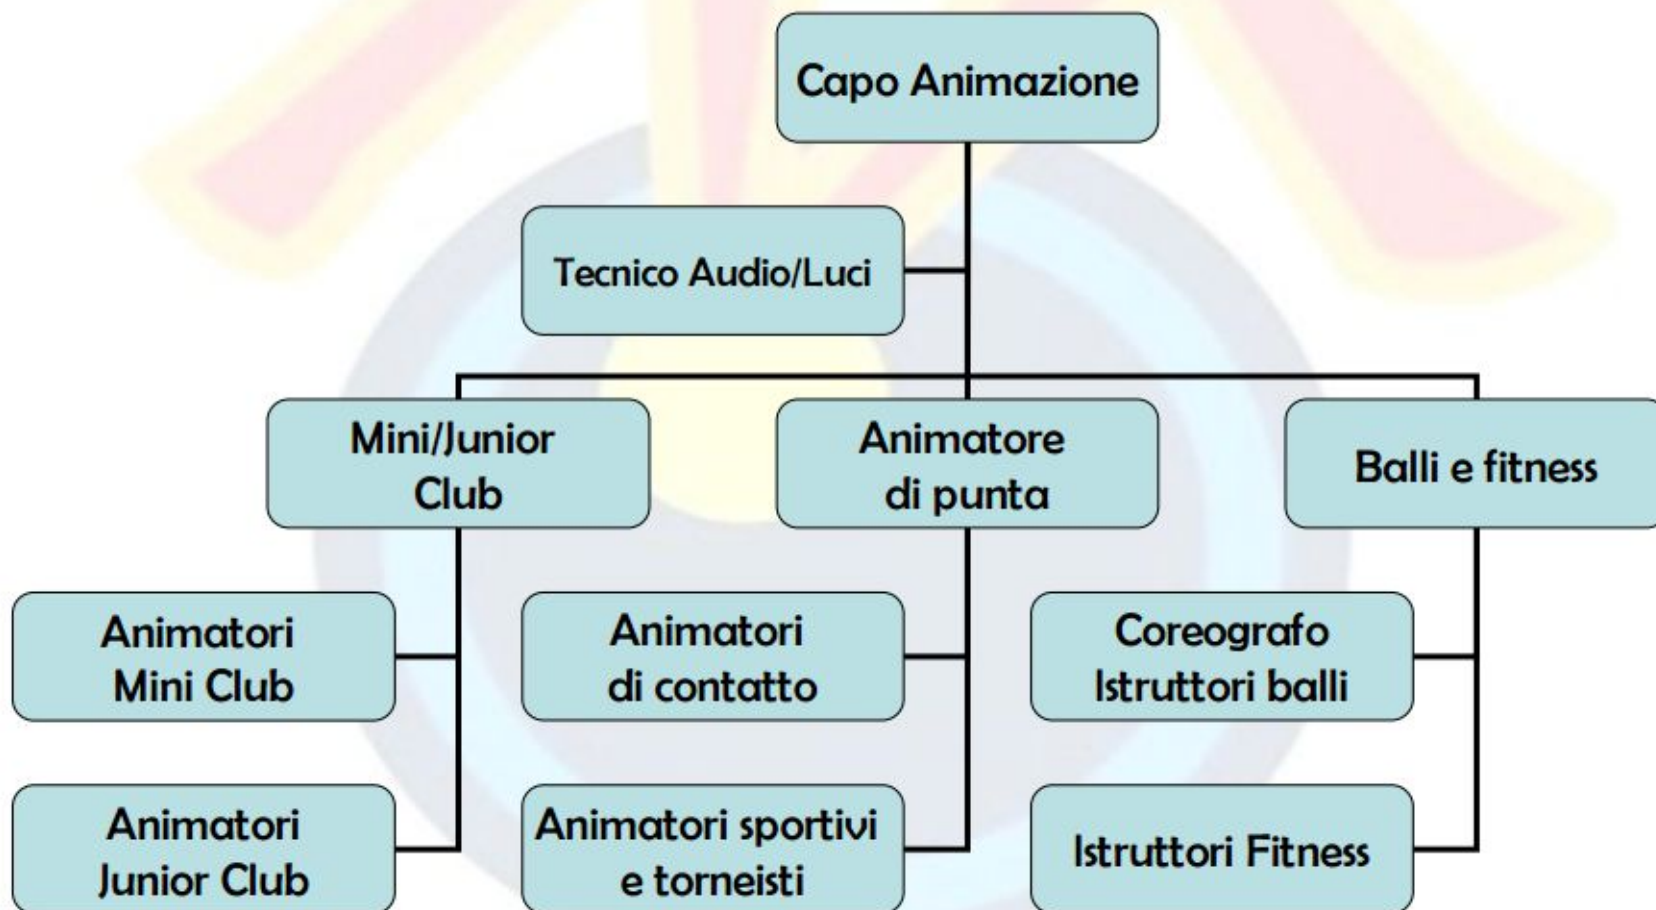 Capo Animazione
Tecnico Audio/Luci
Mini/Junior
Club
Animatore
di punta
Balli e fitness
Animatori
Mini Club
Animatori
di contatto
Coreografo
Istruttori balli
Animatori
Junior Club
Animatori sportivi
e torneisti
Istruttori Fitness